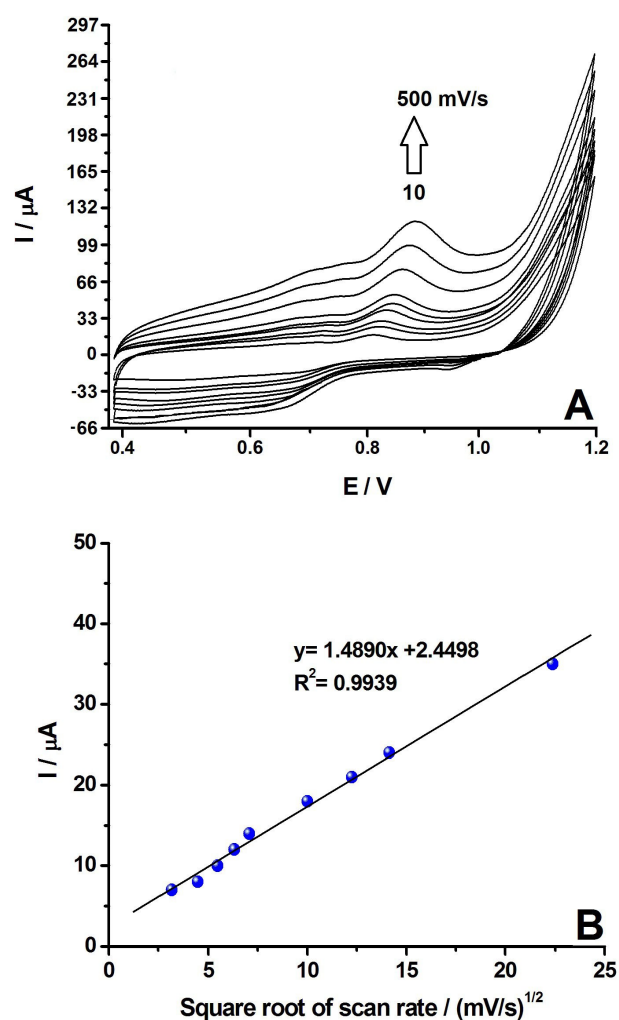 297
264
231
198
165
132
99
66
33
0
-33
-66
I / µA
500 mV/s
10
A
0.4 0.6 0.8 1.0 1.2
E / V
50
40
30
20
10
0
I / µA
y= 1.4890x +2.4498
R²= 0.9939
B
0 5 10 15 20 25
Square root of scan rate / (mV/s)^1/2